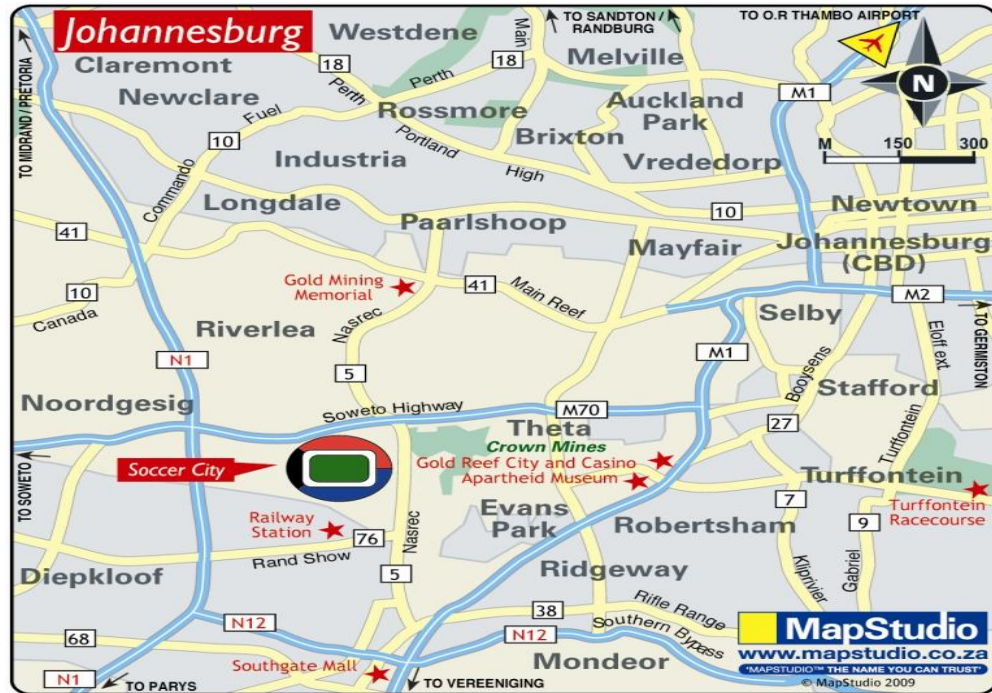 Johannesburg
TO SANDTON /
RANDBURG
TO O.R THAMBO AIRPORT
TO MIDRAND / PRETORIA
Westdene
Main
Melville
Claremont
18
Perth
18
Perth
M1
N
Newclare
Fuel
Rossmore
Auckland
Park
10
Brixton
M 150 300
Industria
Portland
High
Vrededorp
Commando
Longdale
10
Newtown
41
Paarlshoop
Mayfair
Johannesburg
(CBD)
Gold Mining
Memorial
41
Main Reef
M2
10
Canada
Riverlea
Nasrec
Selby
TO GERMISTON
N1
M1
Eloff ext
5
Booysens
Stafford
Noordgesig
Soweto Highway
M70
Theta
27
Turffontein
Crown Mines
Soccer City
Gold Reef City and Casino
Apartheid Museum
Turffontein
TO SOWETO
7
Turffontein
Racecourse
Evans
Park
Railway
Station
76
Nasrec
Robertsham
9
Rand Show
Diepkloof
5
Ridgeway
Kliprivier
Gabriel
38
Rifle Range
N12
N12
Southern Bypass
68
MapStudio
www.mapstudio.co.za
'MAPSTUDIO™ THE NAME YOU CAN TRUST'
© MapStudio 2009
Southgate Mall
Mondeor
N1
TO PARYS
TO VEREENIGING